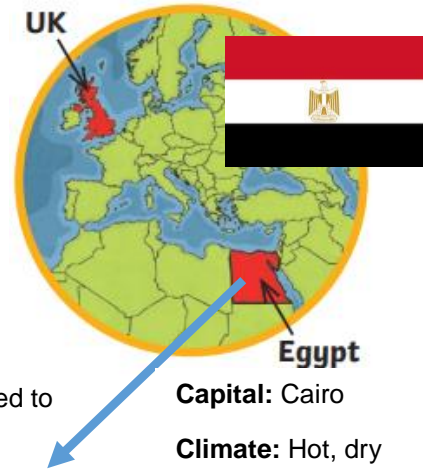 UK
Egypt
ed to
Capital: Cairo
Climate: Hot, dry